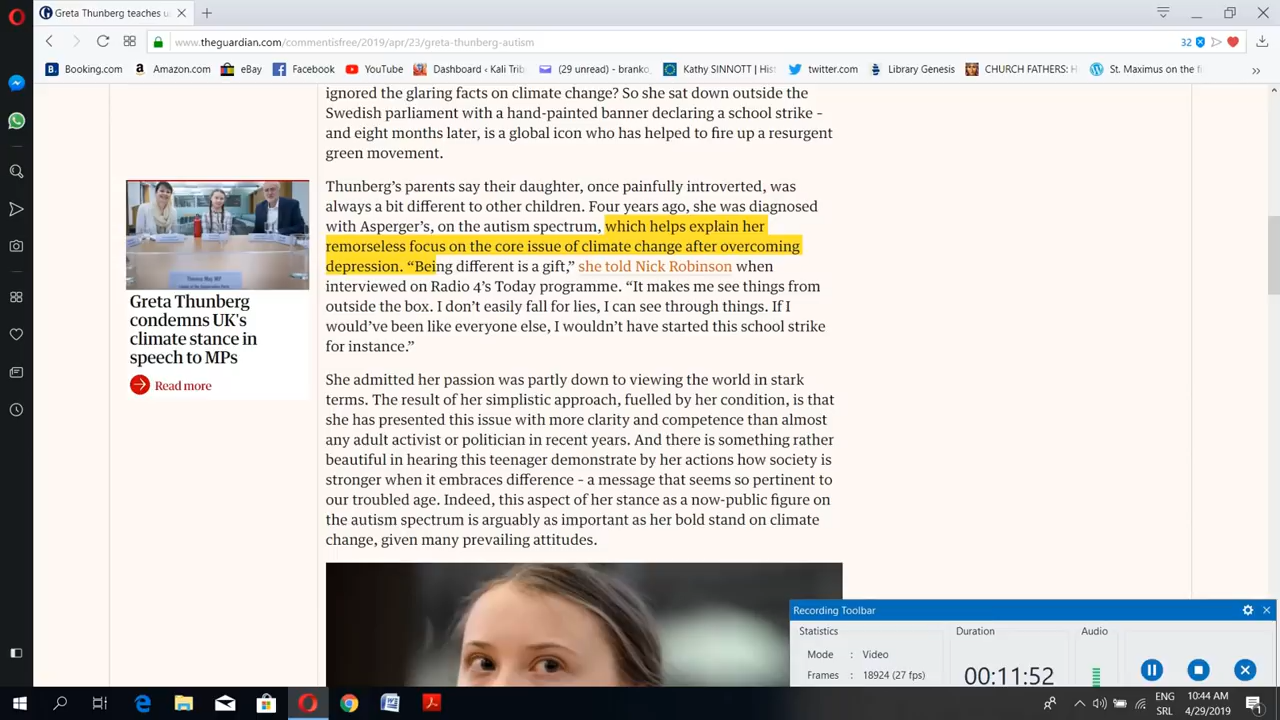 Greta Thunberg teaches u
www.theguardian.com/commentisfree/2019/apr/23/greta-thunberg-autism
32
Booking.com
Amazon.com
eBay
Facebook
YouTube
Dashboard ‹ Kali Trib
(29 unread) - branko_
Kathy SINNOTT | Hist
twitter.com
Library Genesis
CHURCH FATHERS: H
St. Maximus on the f
ignored the glaring facts on climate change? So she sat down outside the
Swedish parliament with a hand-painted banner declaring a school strike –
and eight months later, is a global icon who has helped to fire up a resurgent
green movement.
Thunberg’s parents say their daughter, once painfully introverted, was
always a bit different to other children. Four years ago, she was diagnosed
with Asperger’s, on the autism spectrum, which helps explain her
remorseless focus on the core issue of climate change after overcoming
depression. “Being different is a gift,” she told Nick Robinson when
interviewed on Radio 4’s Today programme. “It makes me see things from
outside the box. I don’t easily fall for lies, I can see through things. If I
would’ve been like everyone else, I wouldn’t have started this school strike
for instance.”
Greta Thunberg
condemns UK's
climate stance in
speech to MPs
Read more
She admitted her passion was partly down to viewing the world in stark
terms. The result of her simplistic approach, fuelled by her condition, is that
she has presented this issue with more clarity and competence than almost
any adult activist or politician in recent years. And there is something rather
beautiful in hearing this teenager demonstrate by her actions how society is
stronger when it embraces difference – a message that seems so pertinent to
our troubled age. Indeed, this aspect of her stance as a now-public figure on
the autism spectrum is arguably as important as her bold stand on climate
change, given many prevailing attitudes.
Recording Toolbar
Statistics
Mode : Video
Frames : 18924 (27 fps)
Duration
00:11:52
Audio
ENG
SRL
10:44 AM
4/29/2019
1